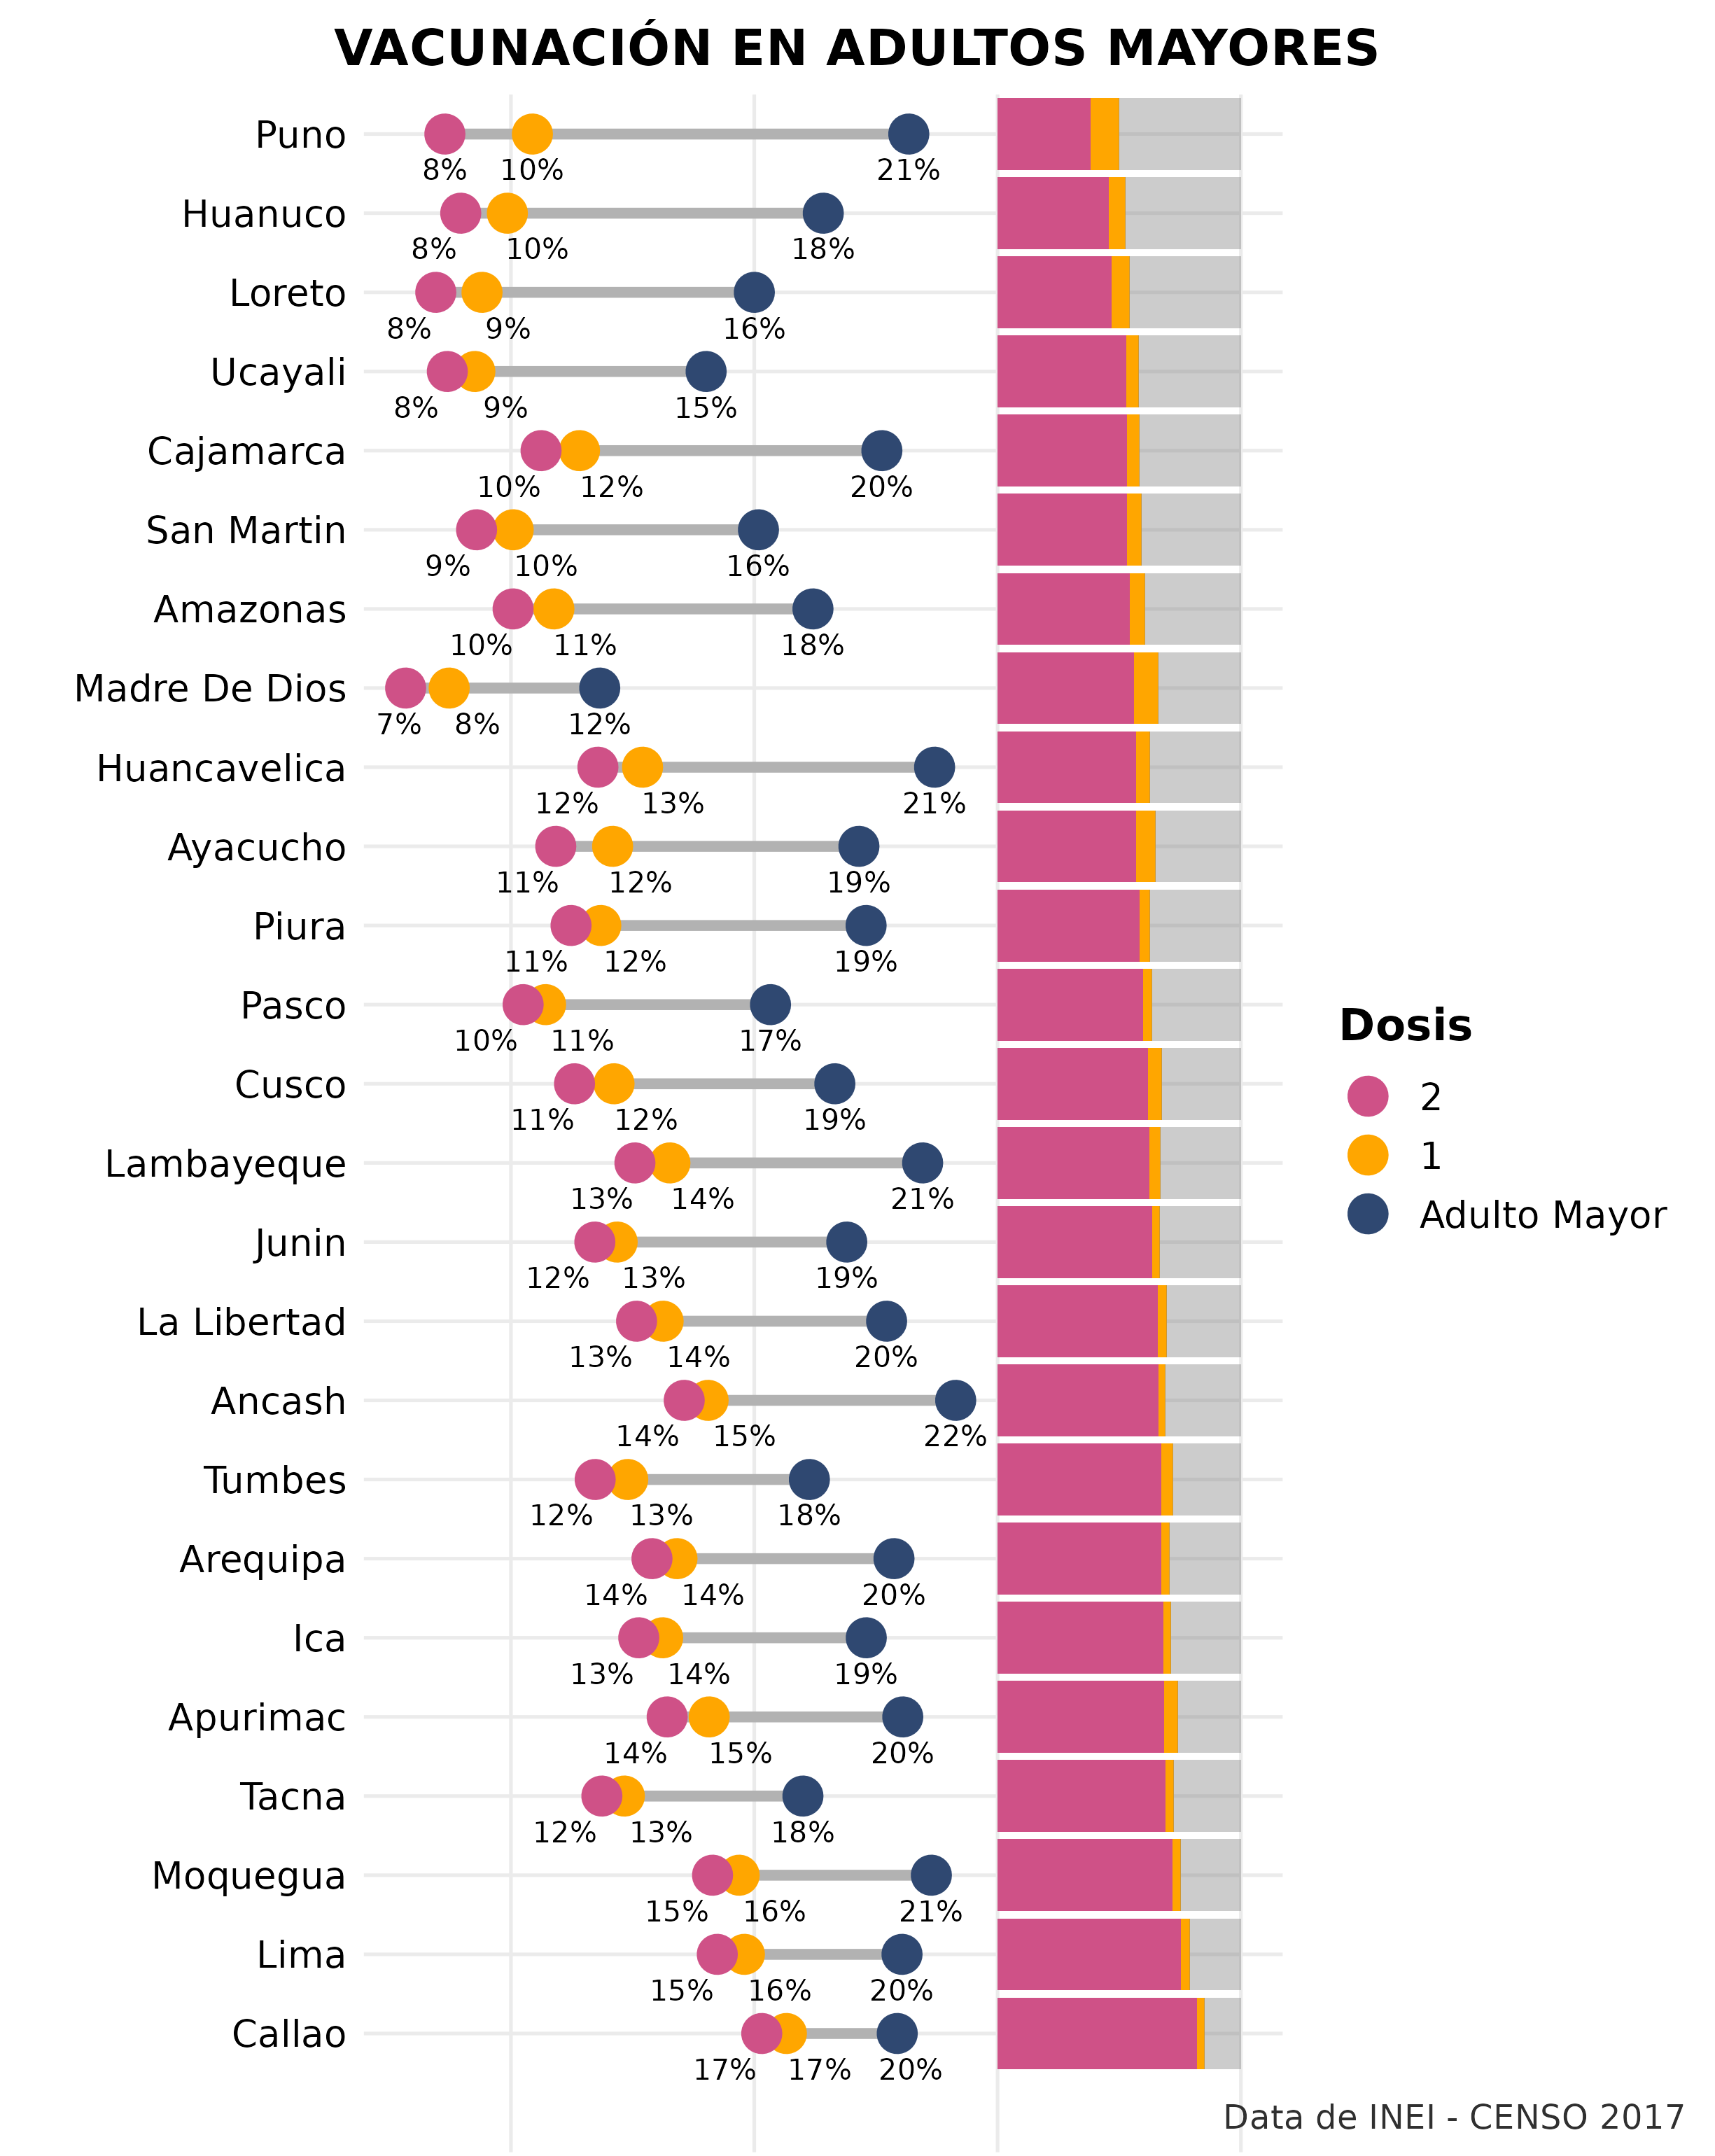 VACUNACIÓN EN ADULTOS MAYORES
Puno
8% 10% 21%
Huanuco
8% 10% 18%
Loreto
8% 9% 16%
Ucayali
8% 9% 15%
Cajamarca
10% 12% 20%
San Martin
9% 10% 16%
Amazonas
10% 11% 18%
Madre De Dios
7% 8% 12%
Huancavelica
12% 13% 21%
Ayacucho
11% 12% 19%
Piura
11% 12% 19%
Pasco
10% 11% 17%
Cusco
11% 12% 19%
Lambayeque
13% 14% 21%
Junin
12% 13% 19%
La Libertad
13% 14% 20%
Ancash
14% 15% 22%
Tumbes
12% 13% 18%
Arequipa
14% 14% 20%
Ica
13% 14% 19%
Apurimac
14% 15% 20%
Tacna
12% 13% 18%
Moquegua
15% 16% 21%
Lima
15% 16% 20%
Callao
17% 17% 20%
Dosis
2
1
Adulto Mayor
Data de INEI - CENSO 2017